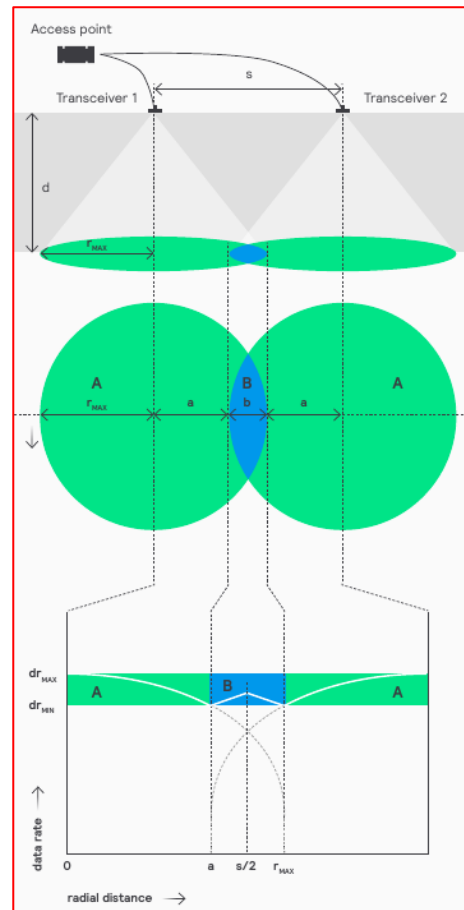 Access point
s
Transceiver 1 Transceiver 2
d
rMAX
A B A
rMAX a b a
drMAX
B
A A
drMIN
data rate
0 a s/2 rMAX
radial distance